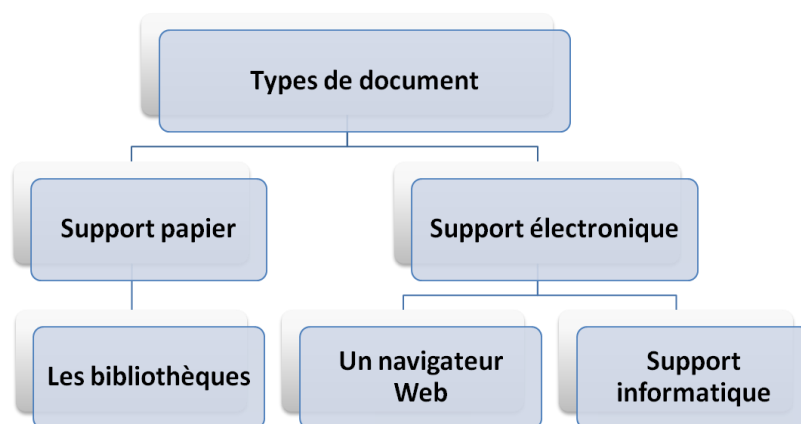 Types de document
Support papier
Support électronique
Les bibliothèques
Un navigateur
Web
Support
informatique